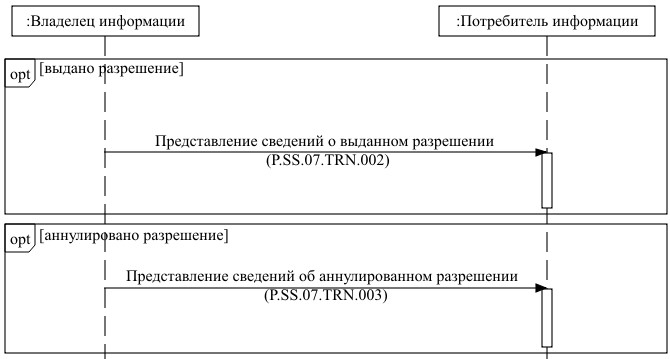 :Владелец информации
:Потребитель информации
opt [выдано разрешение]
Представление сведений о выданном разрешении
(P.SS.07.TRN.002)
opt [аннулировано разрешение]
Представление сведений об аннулированном разрешении
(P.SS.07.TRN.003)